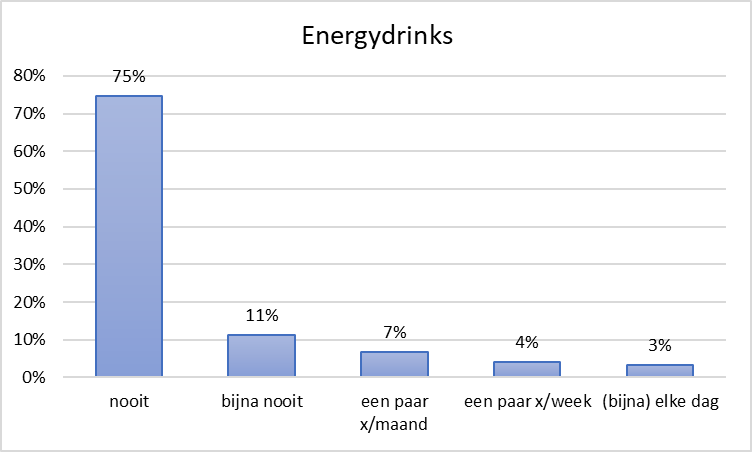 Energydrinks
80%
70%
60%
50%
40%
30%
20%
10%
0%
75%
11%
7%
4%
3%
nooit
bijna nooit
een paar
x/maand
een paar x/week
(bijna) elke dag